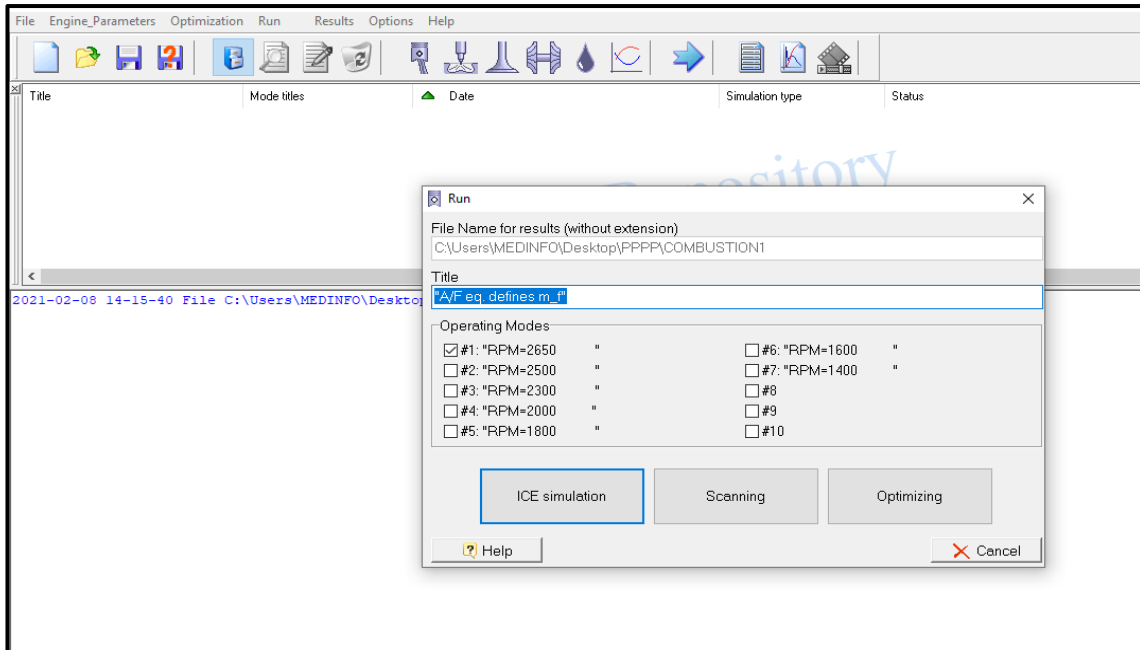 File Engine_Parameters Optimization Run Results Options Help
Title Mode titles Date Simulation type Status
Run
File Name for results (without extension)
C:\Users\MEDINFO\Desktop\PPPP\COMBUSTION1
Title
"A/F eq. defines m_f"
2021-02-08 14-15-40 File C:\Users\MEDINFO\Desktop
Operating Modes
#1: "RPM=2650 " #6: "RPM=1600 "
#2: "RPM=2500 " #7: "RPM=1400 "
#3: "RPM=2300 " #8
#4: "RPM=2000 " #9
#5: "RPM=1800 " #10
ICE simulation Scanning Optimizing
Help Cancel